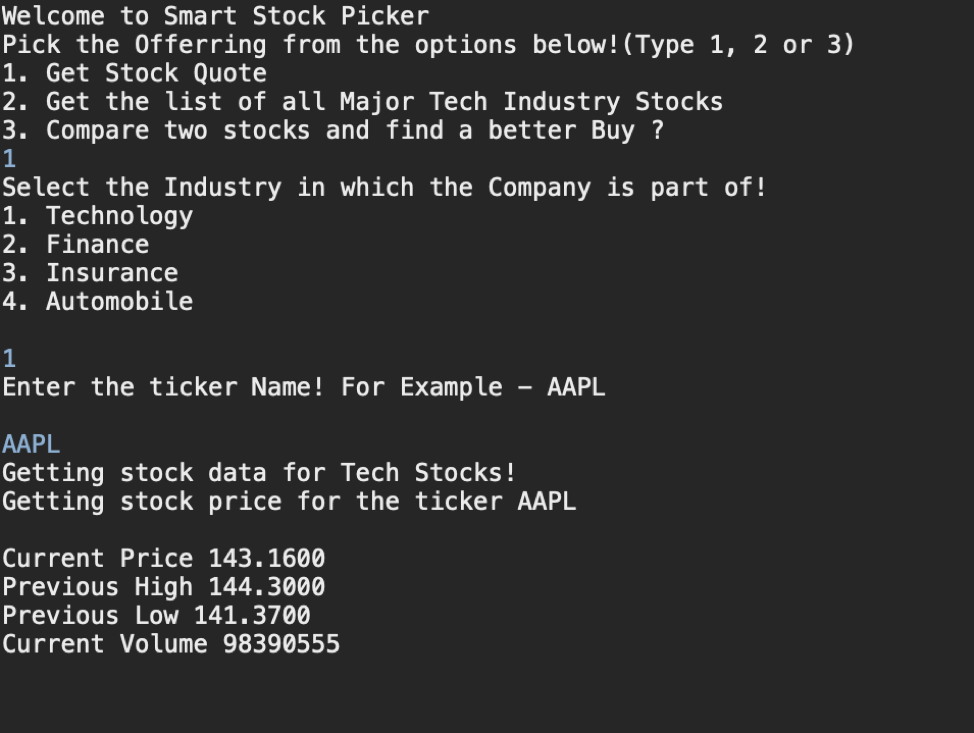 Welcome to Smart Stock Picker
Pick the Offerring from the options below!(Type 1, 2 or 3)
1. Get Stock Quote
2. Get the list of all Major Tech Industry Stocks
3. Compare two stocks and find a better Buy ?
1
Select the Industry in which the Company is part of!
1. Technology
2. Finance
3. Insurance
4. Automobile
1
Enter the ticker Name! For Example – AAPL
AAPL
Getting stock data for Tech Stocks!
Getting stock price for the ticker AAPL
Current Price 143.1600
Previous High 144.3000
Previous Low 141.3700
Current Volume 98390555